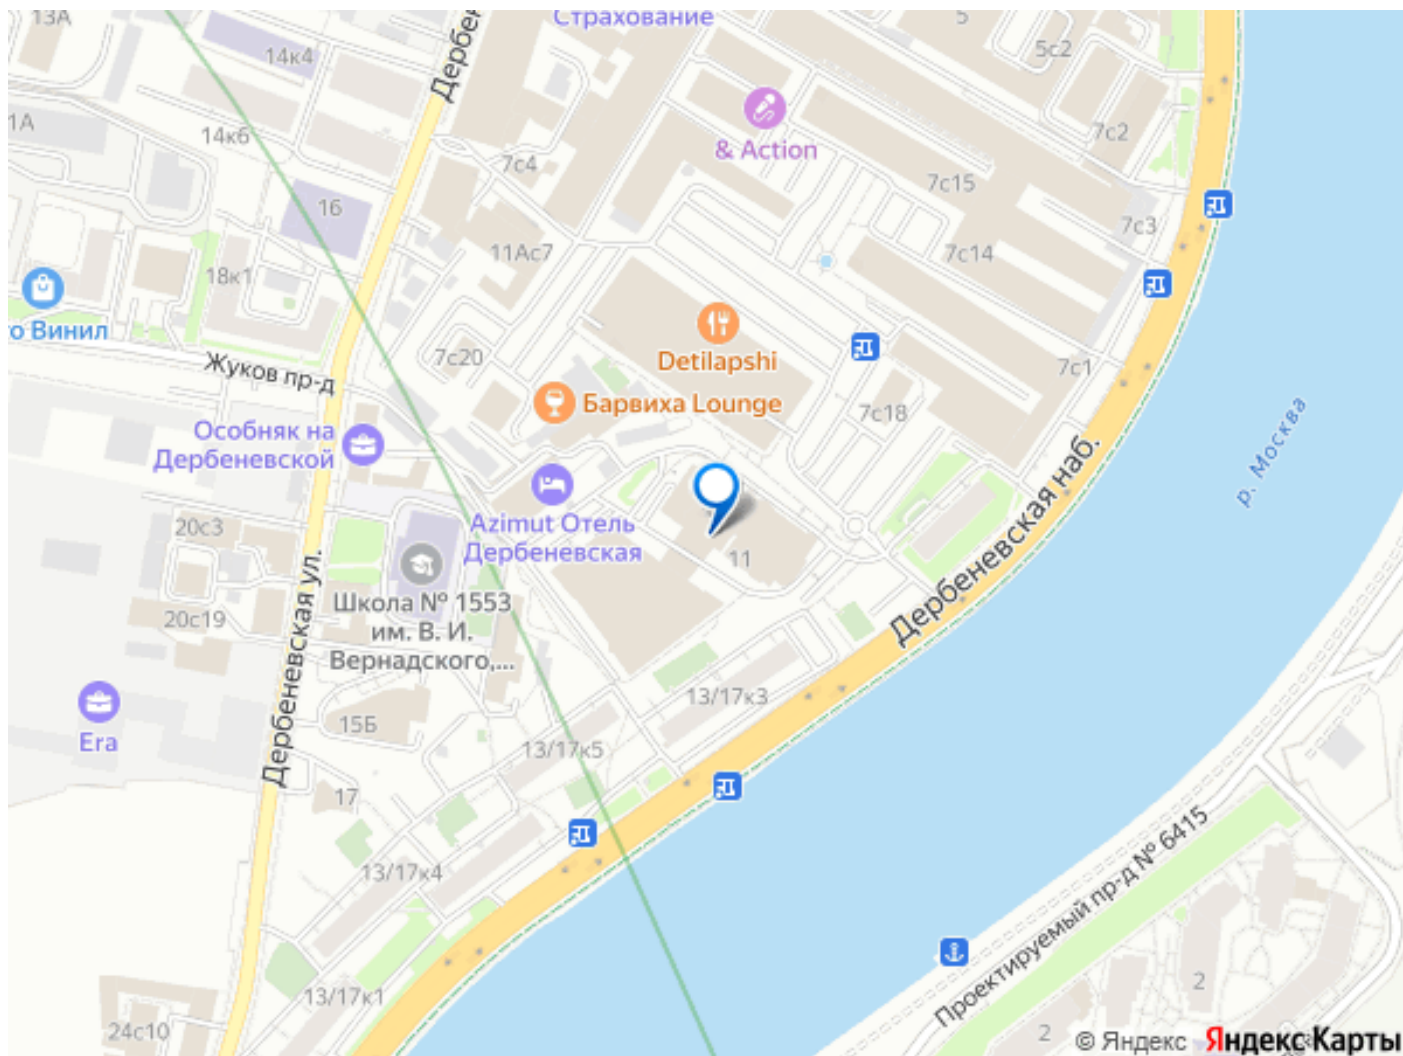 13А
Страхование
5
5с2
14к4
Дербен
1А
14к6
7с4
& Action
7с2
7с15
16
7с3
11Ас7
7с14
18к1
о Винил
Жуков пр-д
7с20
Detilapshi
7с1
Барвиха Lounge
7с18
Особняк на
Дербеневской
р. Москва
Azimut Отель
Дербеневская
20с3
11
Дербеневская наб.
Школа № 1553
им. В. И.
Вернадского,...
20с19
Дербеневская ул.
13/17к3
Era
15Б
13/17к5
17
13/17к4
Проектируемый пр-д № 6415
13/17к1
2
24с10
2
© Яндекс Яндекс Карты